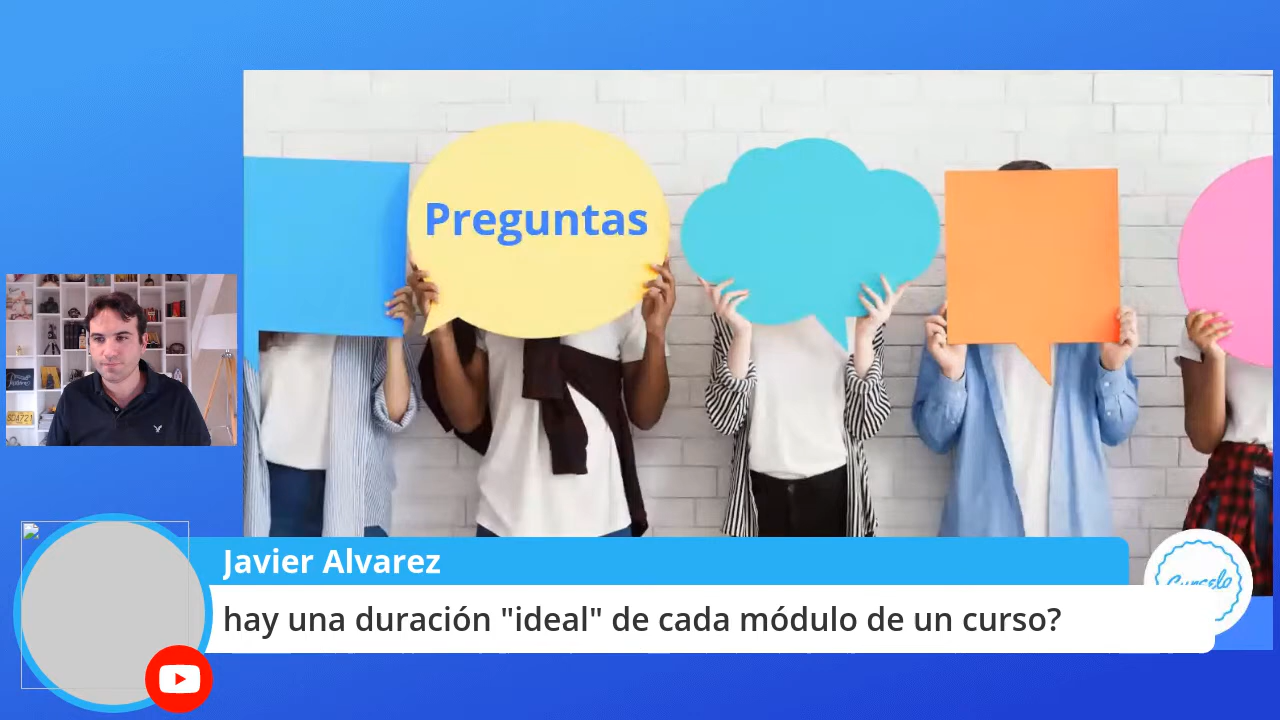 Preguntas
Javier Alvarez
hay una duración "ideal" de cada módulo de un curso?